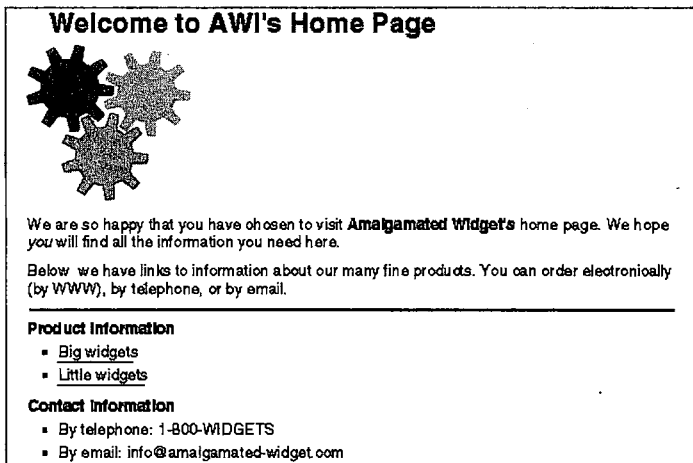 Welcome to AWI's Home Page
We are so happy that you have chosen to visit Amalgamated Widget's home page. We hope
you will find all the information you need here.
Below we have links to information about our many fine products. You can order electronically
(by WWW), by telephone, or by email.
Product Information
▪ Big widgets
▪ Little widgets
Contact Information
▪ By telephone: 1-800-WIDGETS
▪ By email: info@amalgamated-widget.com